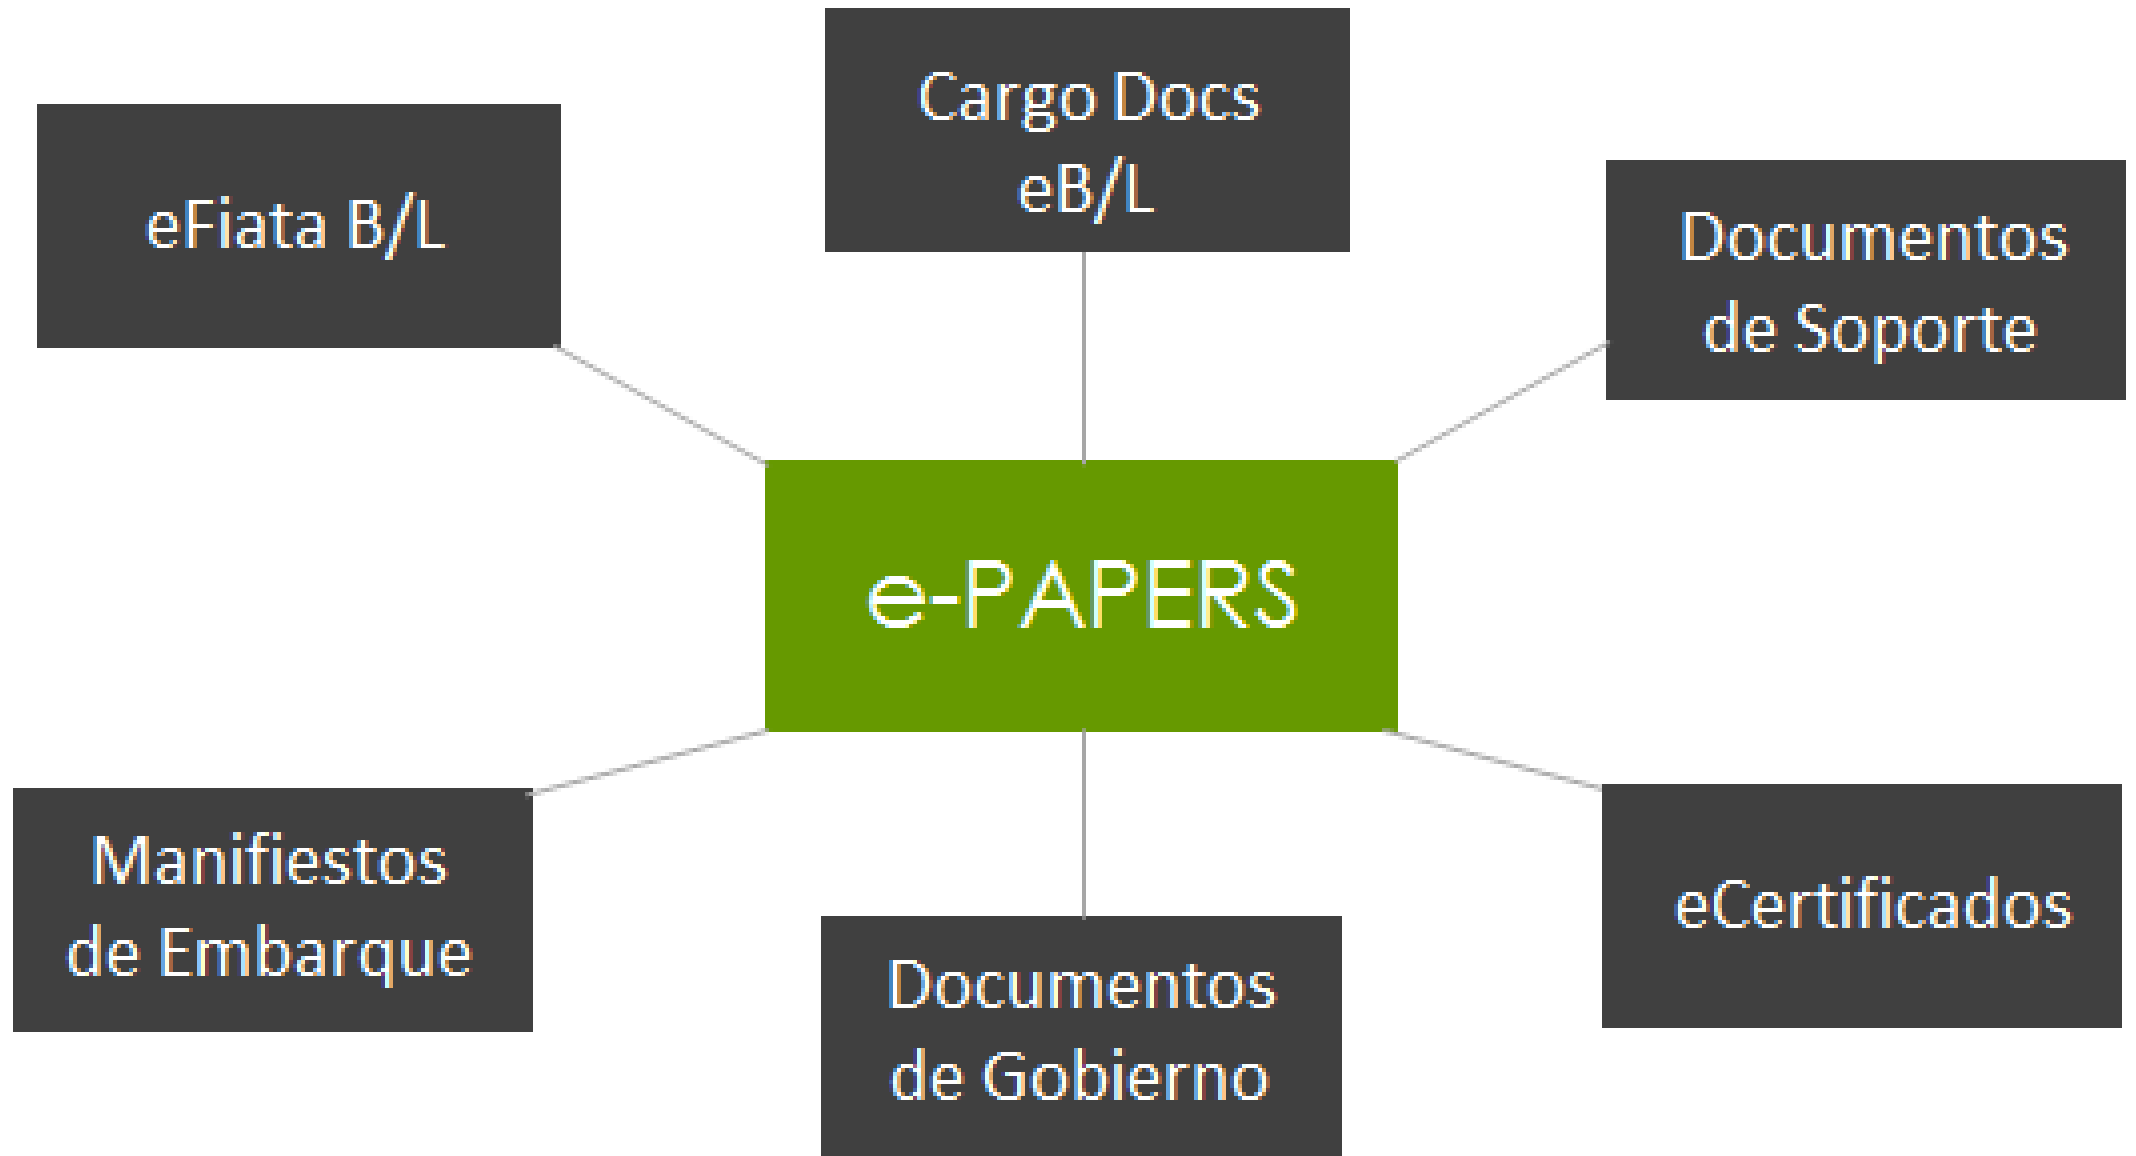 Cargo Docs
eB/L
eFiata B/L
Documentos
de Soporte
e-PAPERS
Manifiestos
de Embarque
eCertificados
Documentos
de Gobierno